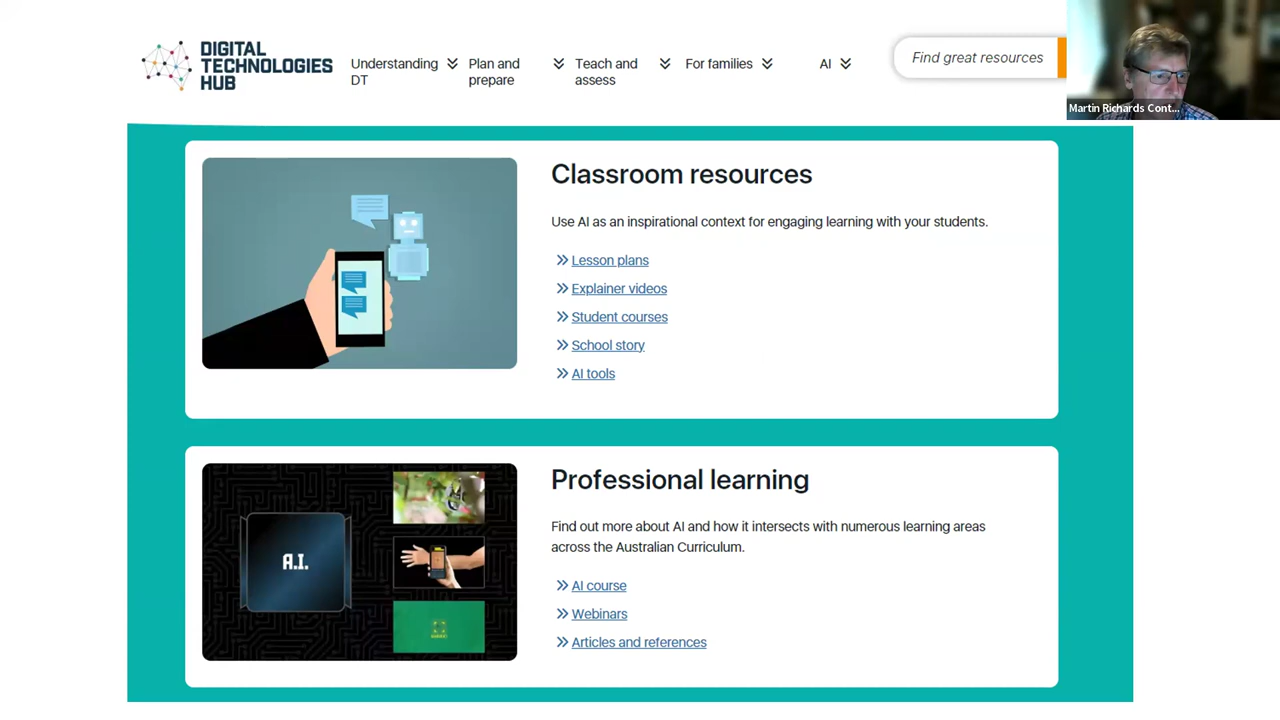 DIGITAL
TECHNOLOGIES
HUB
Understanding
DT
Plan and
prepare
Teach and
assess
For families
AI
Find great resources
Martin Richards Cont...
Classroom resources
Use AI as an inspirational context for engaging learning with your students.
Lesson plans
Explainer videos
Student courses
School story
AI tools
A.I.
Professional learning
Find out more about AI and how it intersects with numerous learning areas
across the Australian Curriculum.
AI course
Webinars
Articles and references